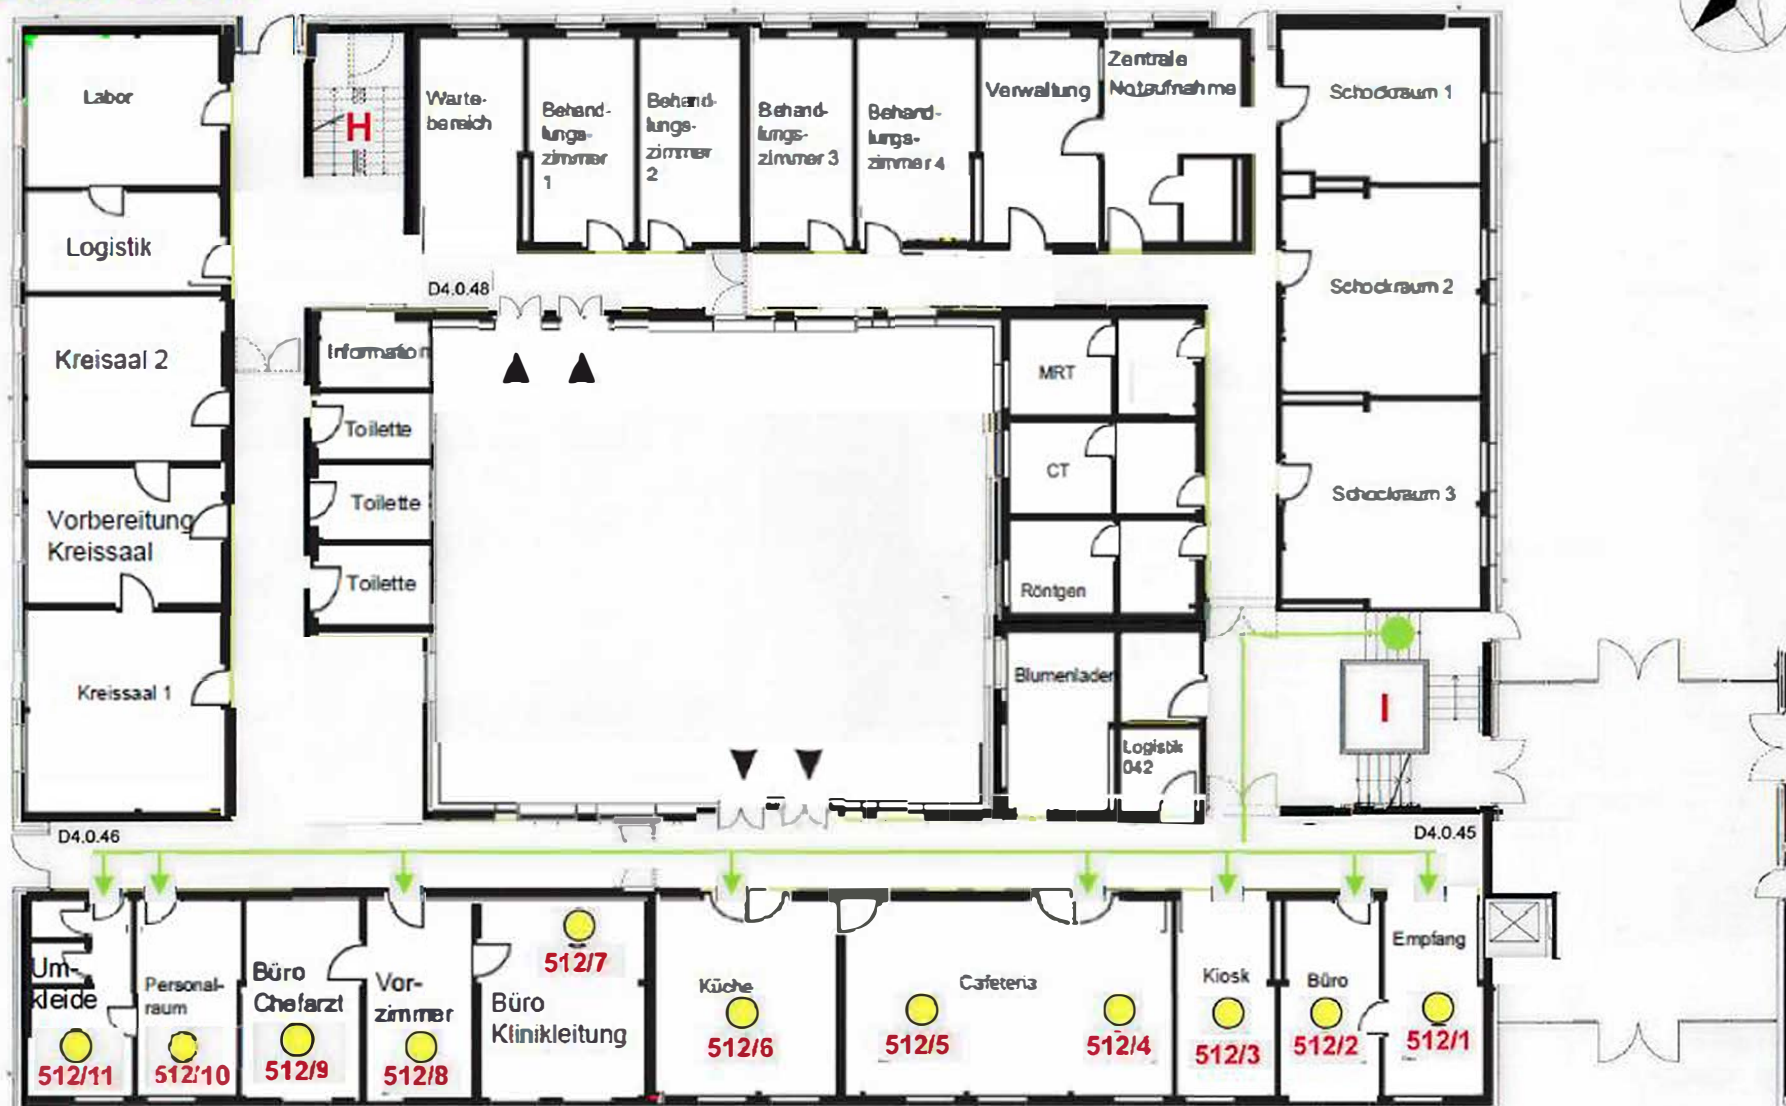 Labor
H
Warte-
bereich
Behand-
lungs-
zimmer
1
Behand-
lungs-
zimmer
2
Behand-
lungs-
zimmer 3
Behand-
lungs-
zimmer 4
Verwaltung
Zentrale
Notaufnahme
Schockraum 1
Logistik
D4.0.48
Schockraum 2
Kreisaal 2
Information
MRT
Toilette
CT
Toilette
Schockraum 3
Vorbereitung
Kreissaal
Toilette
Röntgen
Kreissaal 1
Blumenladen
I
Logistik
042
D4.0.46
D4.0.45
Um-
kleide
512/11
Personal-
raum
512/10
Büro
Chefarzt
512/9
Vor-
zimmer
512/8
512/7
Büro
Klinikleitung
Küche
512/6
Cafeteria
512/5
512/4
Kiosk
512/3
Büro
512/2
Empfang
512/1